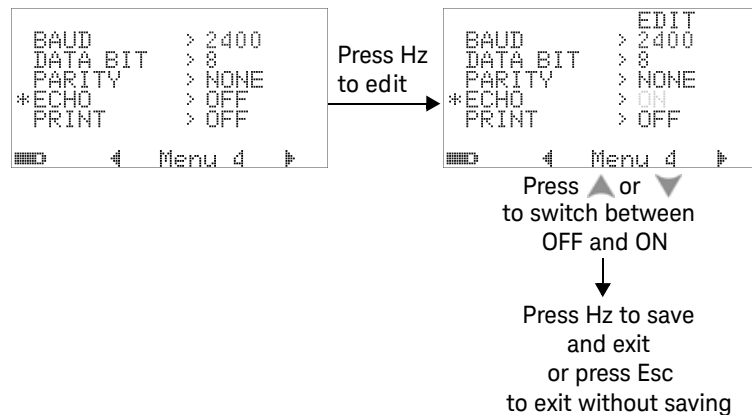 BAUD > 2400
DATA BIT > 8
PARITY > NONE
*ECHO > OFF
PRINT > OFF
Menu 4
Press Hz
to edit
EDIT
BAUD > 2400
DATA BIT > 8
PARITY > NONE
*ECHO > ON
PRINT > OFF
Menu 4
Press ▲ or ▼
to switch between
OFF and ON
Press Hz to save
and exit
or press Esc
to exit without saving